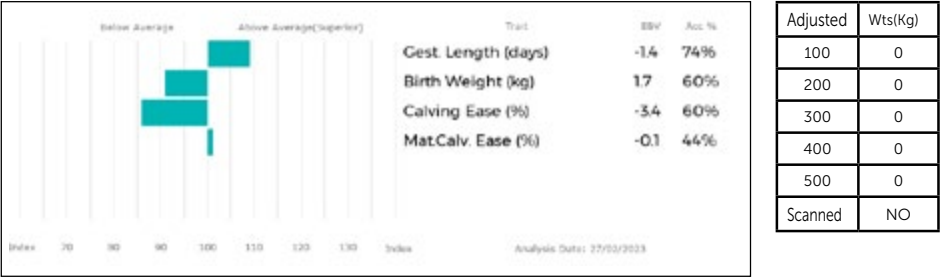 Below Average Above Average(Superior) Trait EBV Acc %
Gest. Length (days) -1.4 74%
Birth Weight (kg) 1.7 60%
Calving Ease (%) -3.4 60%
Mat.Calv. Ease (%) -0.1 44%
Index 70 80 90 100 110 120 130 Index Analysis Date: 27/02/2023
Adjusted Wts(Kg)
100 0
200 0
300 0
400 0
500 0
Scanned NO